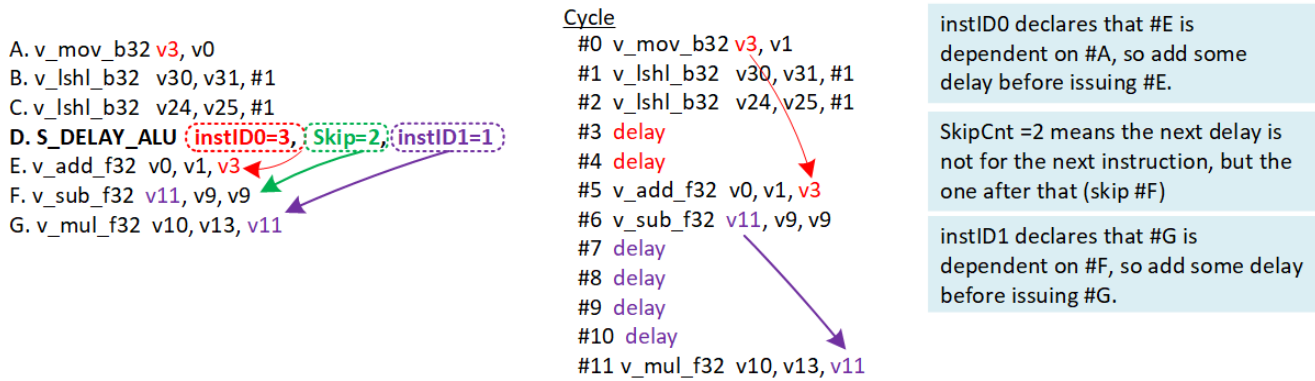 A. v_mov_b32 v3, v0
B. v_lshl_b32 v30, v31, #1
C. v_lshl_b32 v24, v25, #1
D. S_DELAY_ALU instID0=3, Skip=2, instID1=1
E. v_add_f32 v0, v1, v3
F. v_sub_f32 v11, v9, v9
G. v_mul_f32 v10, v13, v11
Cycle
#0 v_mov_b32 v3, v1
#1 v_lshl_b32 v30, v31, #1
#2 v_lshl_b32 v24, v25, #1
#3 delay
#4 delay
#5 v_add_f32 v0, v1, v3
#6 v_sub_f32 v11, v9, v9
#7 delay
#8 delay
#9 delay
#10 delay
#11 v_mul_f32 v10, v13, v11
instID0 declares that #E is
dependent on #A, so add some
delay before issuing #E.
SkipCnt =2 means the next delay is
not for the next instruction, but the
one after that (skip #F)
instID1 declares that #G is
dependent on #F, so add some delay
before issuing #G.